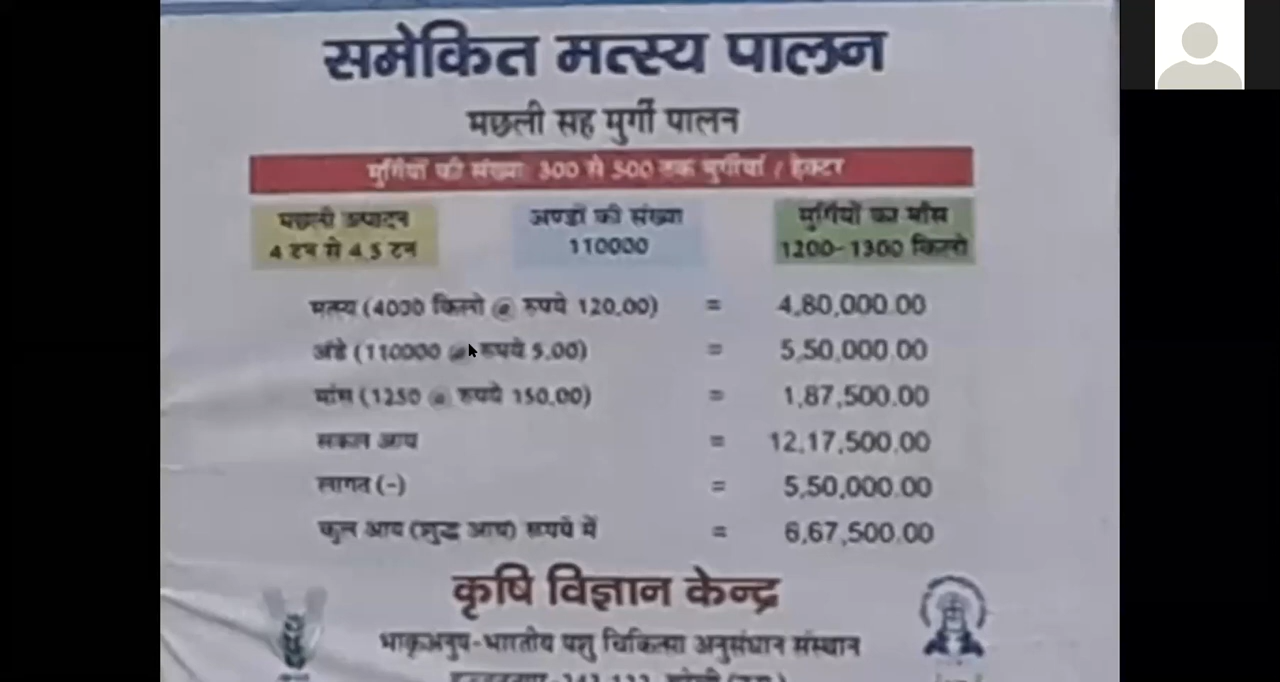 समेकित मत्स्य पालन
मछली सह मुर्गी पालन
मुर्गियों की संख्या 300 से 500 तक मुर्गीयां / हेक्टर
मछली उत्पादन
4 टन से 4.5 टन
अण्डों की संख्या
110000
मुर्गियों का माँस
1200-1300 किलो
मत्स्य (4000 किलो @ रुपये 120.00) = 4,80,000.00
अंडे (110000 @ रुपये 5.00) = 5,50,000.00
मांस (1250 @ रुपये 150.00) = 1,87,500.00
सकल आय = 12,17,500.00
लागत (-) = 5,50,000.00
कुल आय (शुद्ध आय) रुपये में = 6,67,500.00
कृषि विज्ञान केन्द्र
भाकृअनुप-भारतीय पशु चिकित्सा अनुसंधान संस्थान